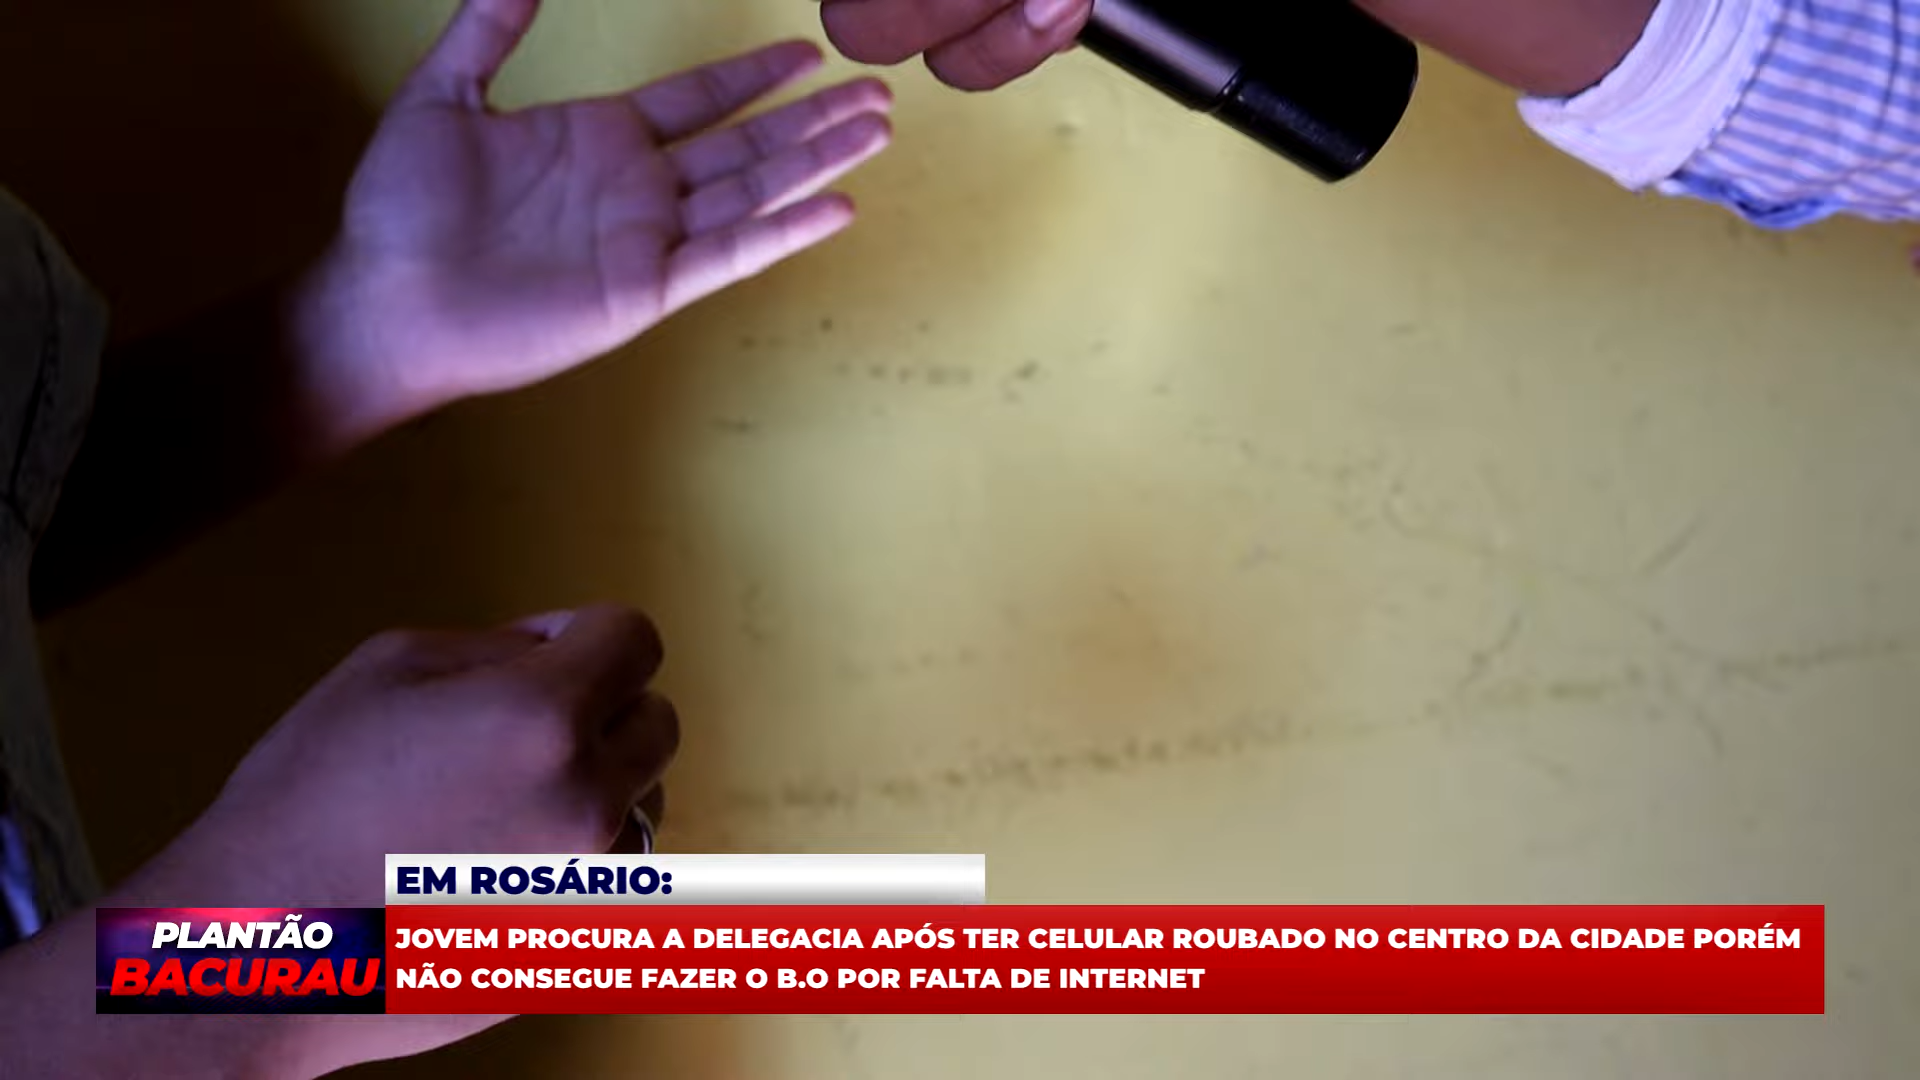 EM ROSÁRIO:
PLANTÃO
BACURAU
JOVEM PROCURA A DELEGACIA APÓS TER CELULAR ROUBADO NO CENTRO DA CIDADE PORÉM
NÃO CONSEGUE FAZER O B.O POR FALTA DE INTERNET